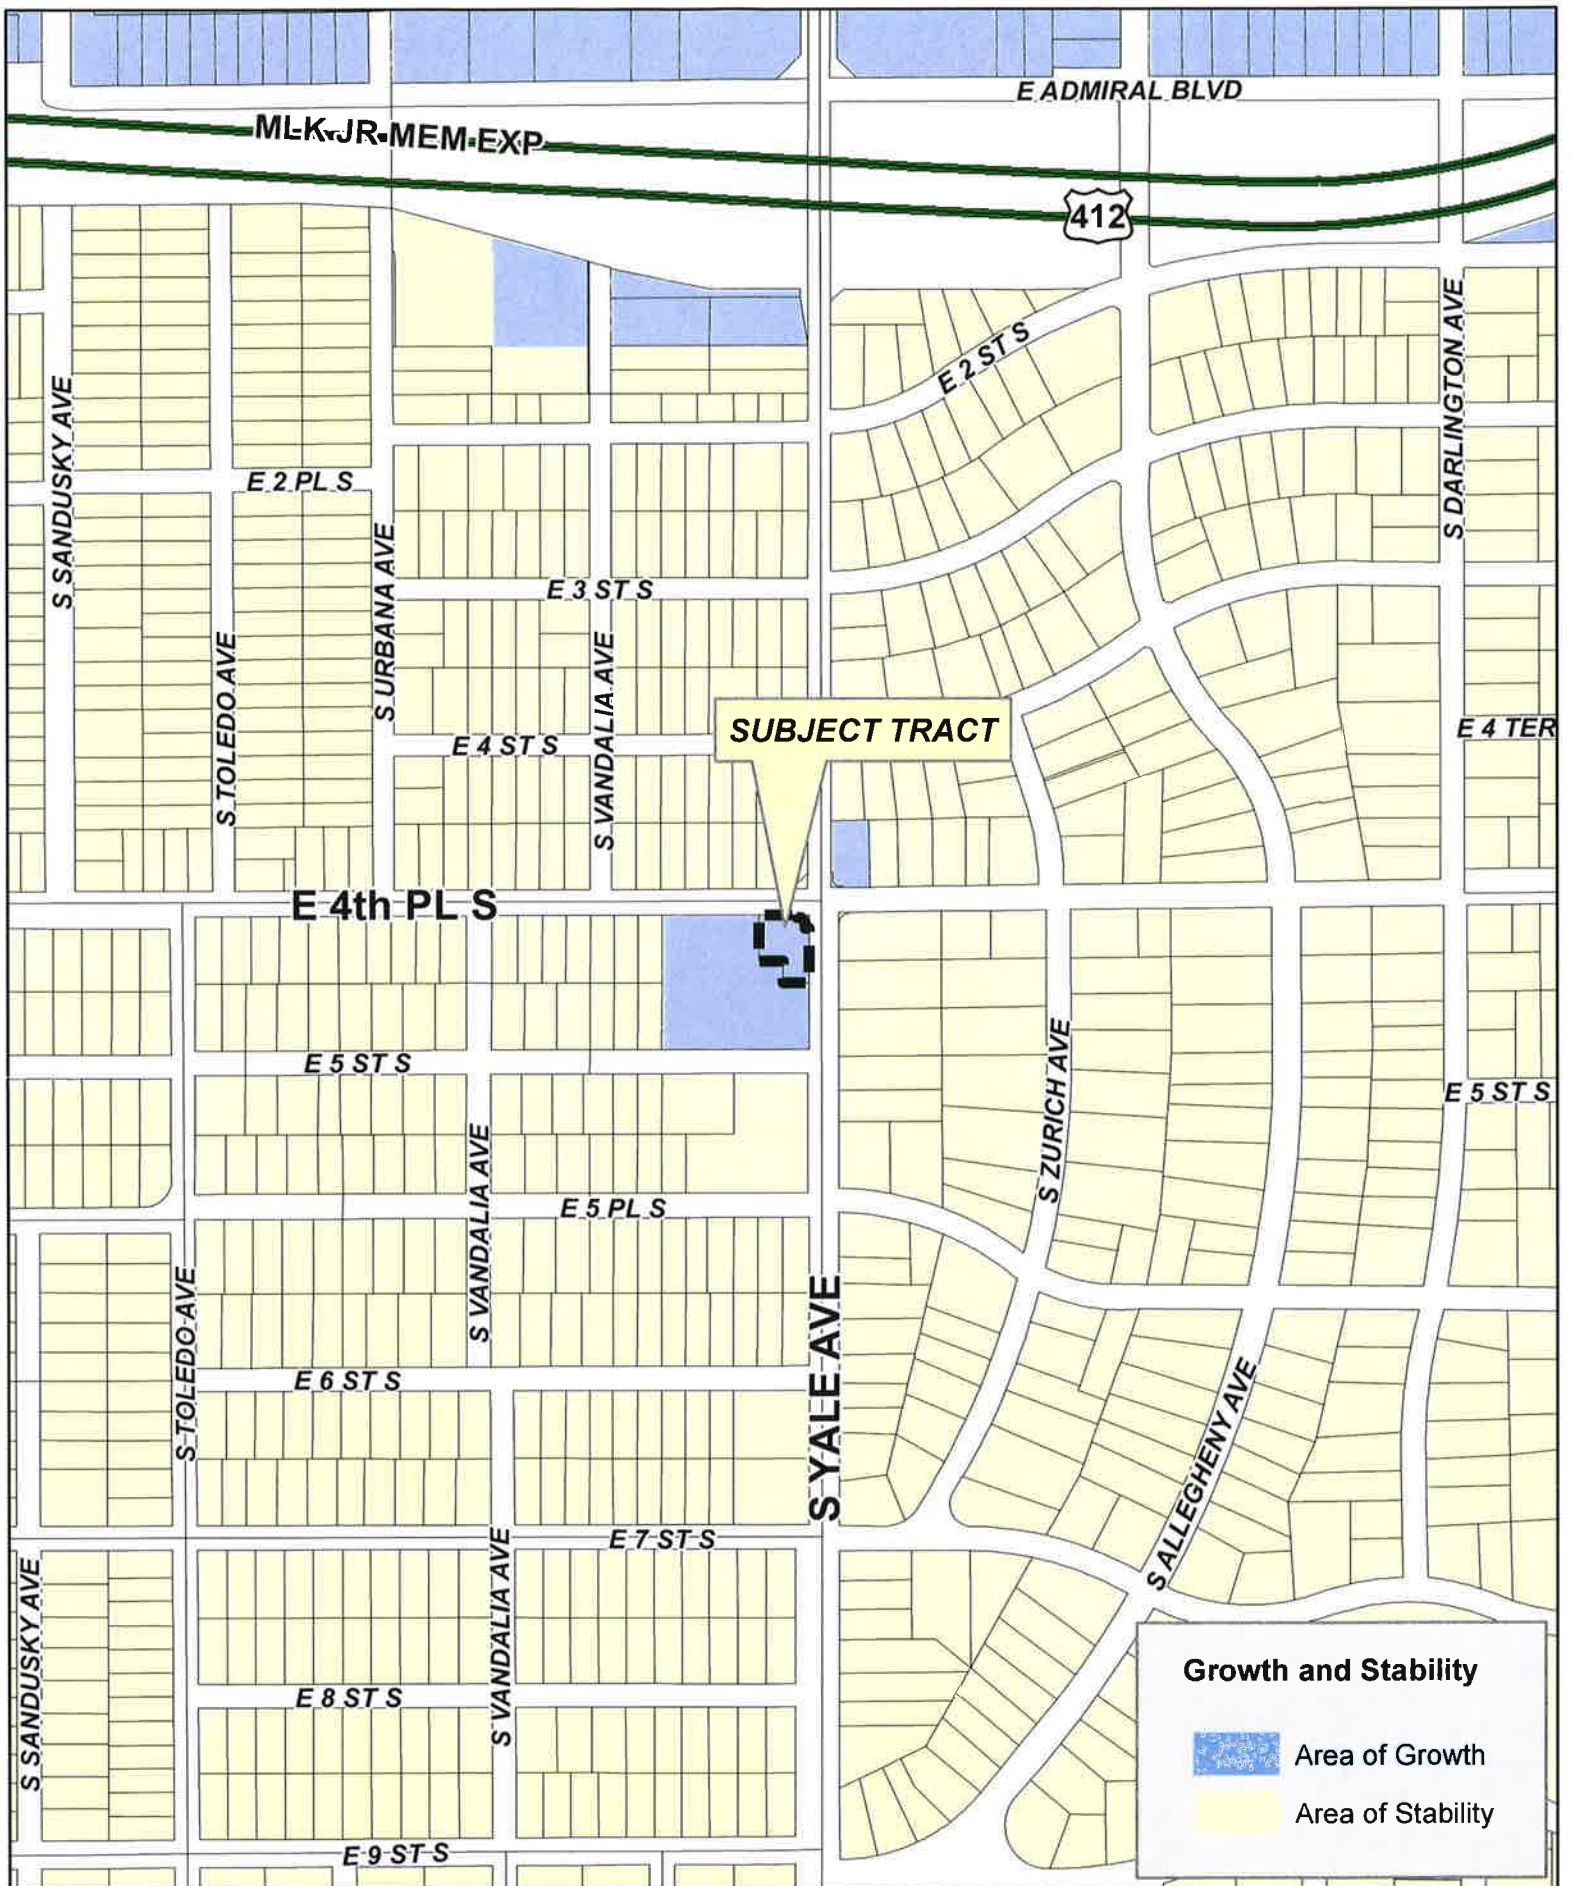 E ADMIRAL BLVD
MLK JR MEM EXP
412
E 2 ST S
S DARLINGTON AVE
S SANDUSKY AVE
E 2 PL S
S URBANA AVE
E 3 ST S
S TOLEDO AVE
S VANDALIA AVE
SUBJECT TRACT
E 4 TER
E 4 ST S
E 4th PL S
E 5 ST S
S ZURICH AVE
E 5 ST S
S VANDALIA AVE
E 5 PL S
S TOLEDO AVE
S YALE AVE
E 6 ST S
S ALLEGHENY AVE
E 7 ST S
S SANDUSKY AVE
S VANDALIA AVE
E 8 ST S
E 9 ST S
Growth and Stability
Area of Growth
Area of Stability